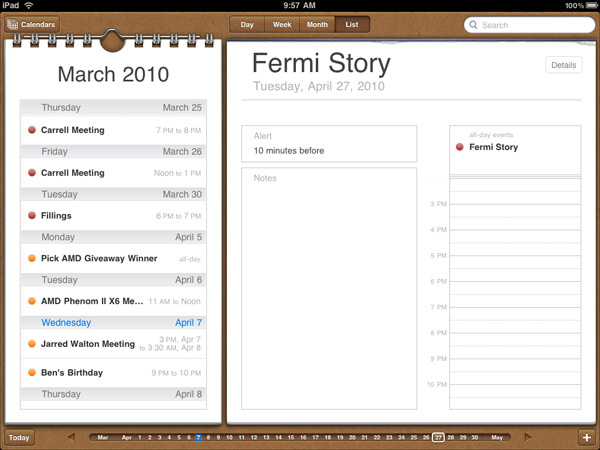 iPad 9:57 AM 100%
Calendars Day Week Month List Search
March 2010
Thursday March 25
Carrell Meeting 7 PM to 8 PM
Friday March 26
Carrell Meeting Noon to 1 PM
Tuesday March 30
Fillings 6 PM to 7 PM
Monday April 5
Pick AMD Giveaway Winner all-day
Tuesday April 6
AMD Phenom II X6 Me... 11 AM to Noon
Wednesday April 7
Jarred Walton Meeting 3 PM, Apr 7
to 3:30 AM, Apr 8
Ben's Birthday 9 PM to 10 PM
Thursday April 8
Fermi Story
Tuesday, April 27, 2010
Details
Alert
10 minutes before
Notes
all-day events
Fermi Story
3 PM
4 PM
5 PM
6 PM
7 PM
8 PM
9 PM
10 PM
Today Mar Apr 1 2 3 4 5 6 7 8 9 10 11 12 13 14 15 16 17 18 19 20 21 22 23 24 25 26 27 28 29 30 May +